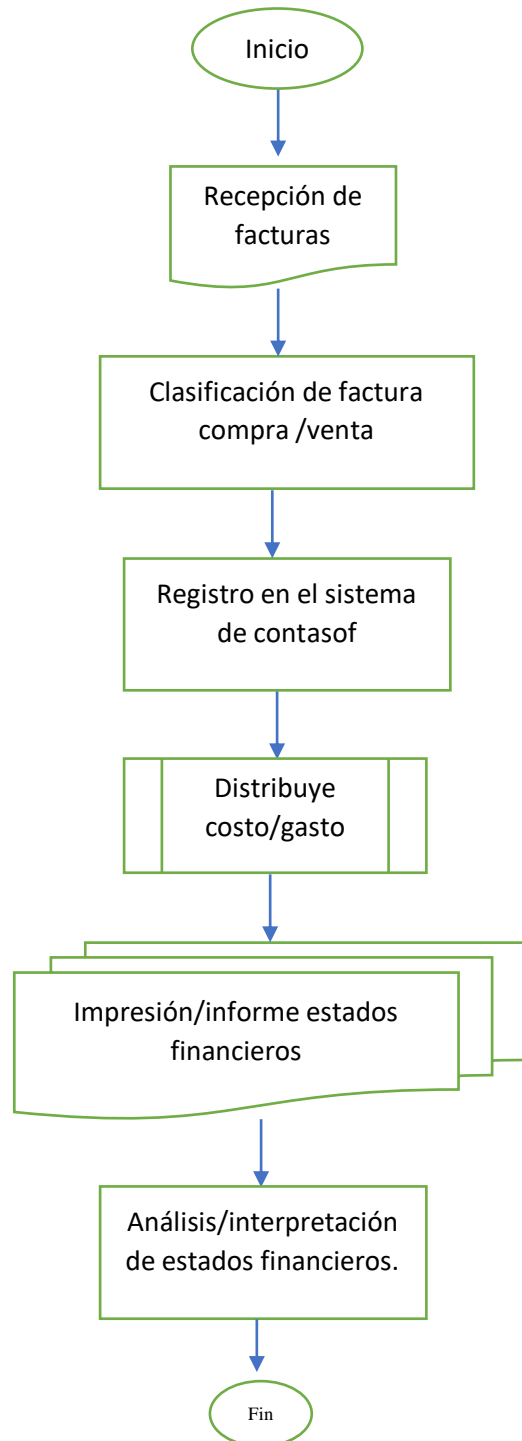 Inicio
Recepción de
facturas
Clasificación de factura
compra /venta
Registro en el sistema
de contasof
Distribuye
costo/gasto
Impresión/informe estados
financieros
Análisis/interpretación
de estados financieros.
Fin